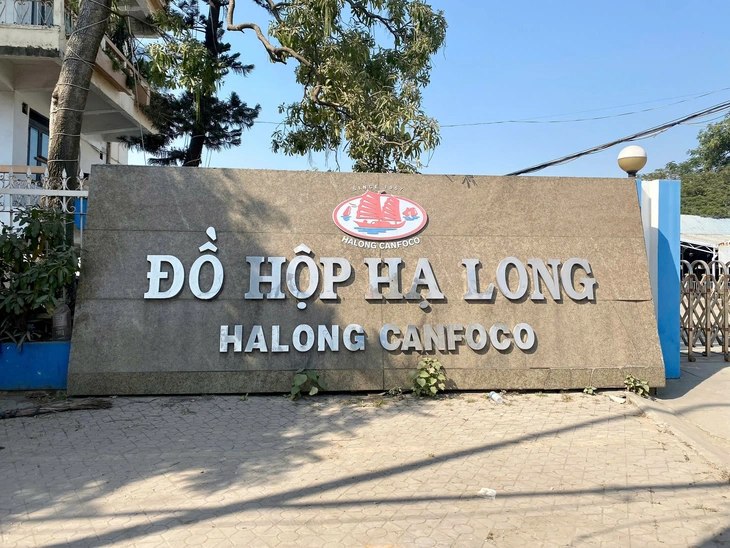 SINCE 1957
HALONG CANFOCO
ĐỒ HỘP HẠ LONG
HALONG CANFOCO